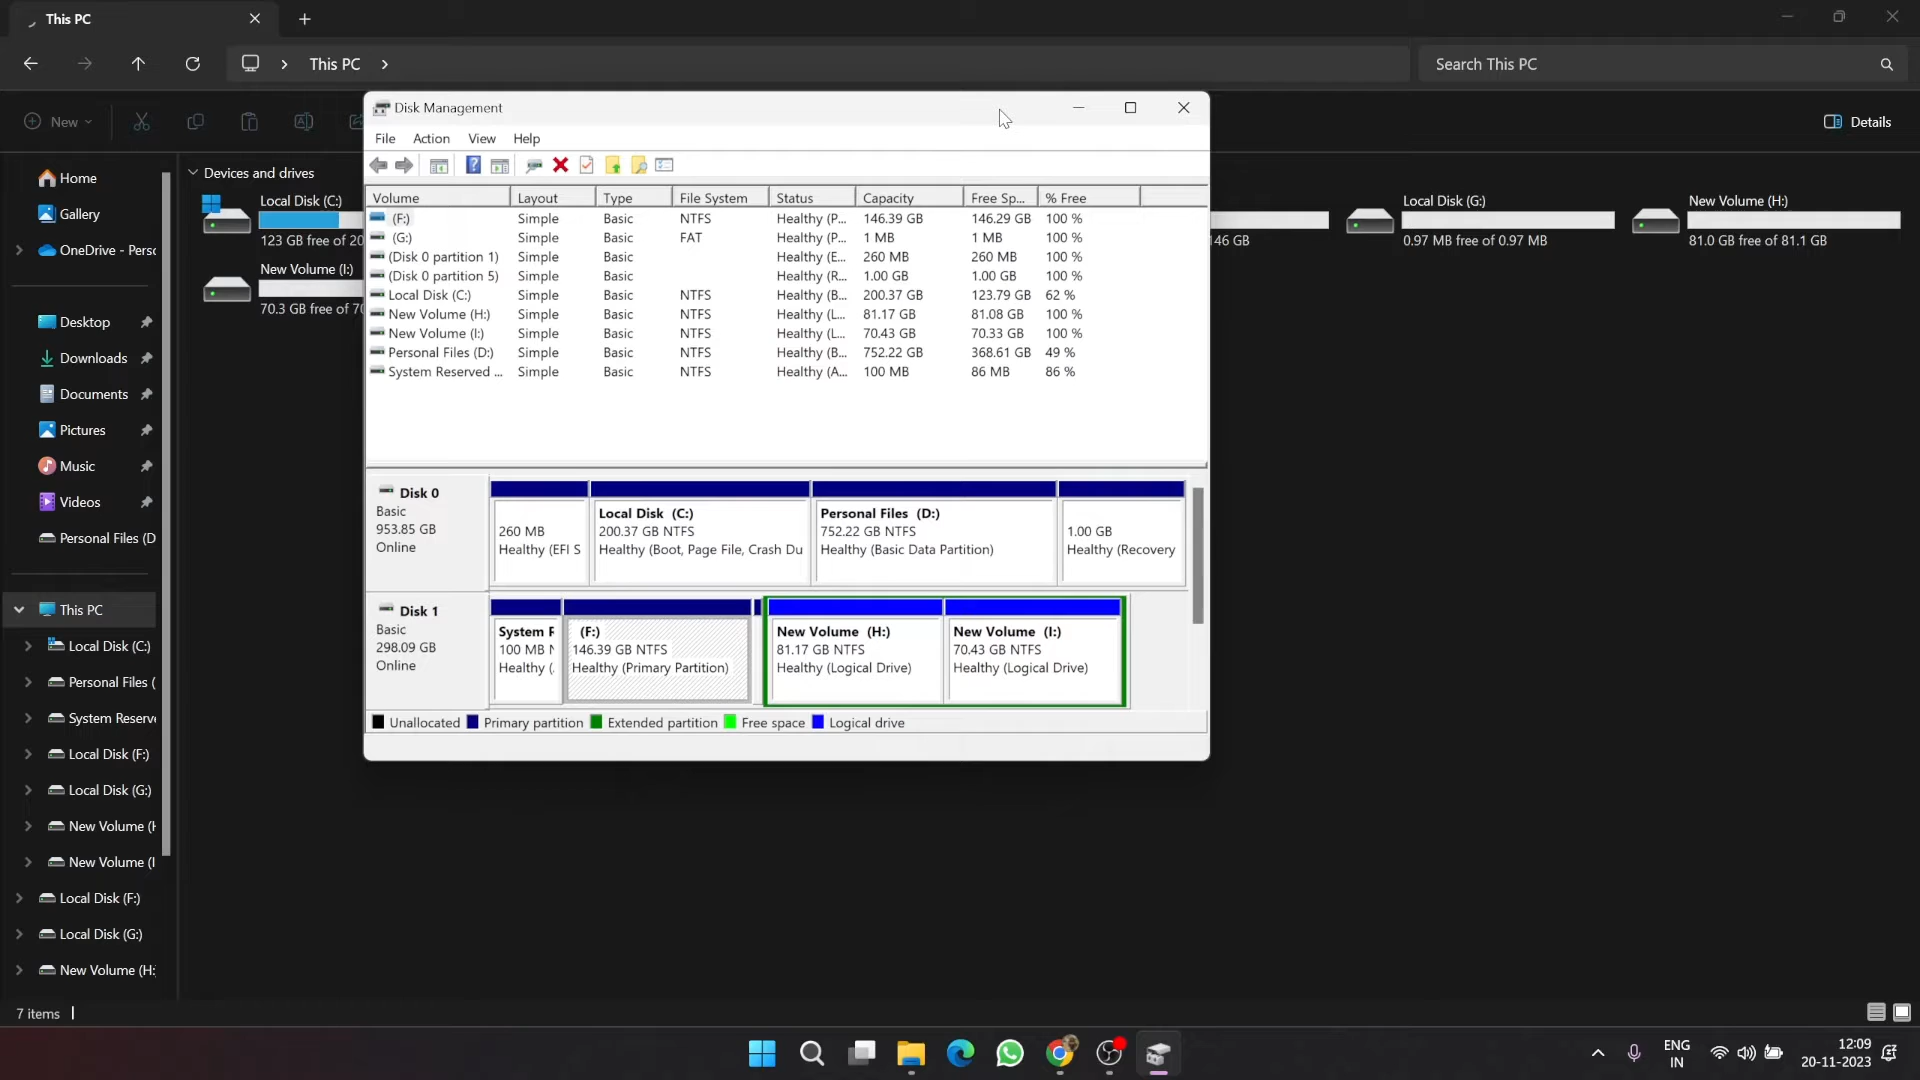 This PC
This PC
Search This PC
New
Details
Disk Management
File Action View Help
Volume Layout Type File System Status Capacity Free Sp... % Free
(F:) Simple Basic NTFS Healthy (P... 146.39 GB 146.29 GB 100 %
(G:) Simple Basic FAT Healthy (P... 1 MB 1 MB 100 %
(Disk 0 partition 1) Simple Basic Healthy (E... 260 MB 260 MB 100 %
(Disk 0 partition 5) Simple Basic Healthy (R... 1.00 GB 1.00 GB 100 %
Local Disk (C:) Simple Basic NTFS Healthy (B... 200.37 GB 123.79 GB 62 %
New Volume (H:) Simple Basic NTFS Healthy (L... 81.17 GB 81.08 GB 100 %
New Volume (I:) Simple Basic NTFS Healthy (L... 70.43 GB 70.33 GB 100 %
Personal Files (D:) Simple Basic NTFS Healthy (B... 752.22 GB 368.61 GB 49 %
System Reserved ... Simple Basic NTFS Healthy (A... 100 MB 86 MB 86 %
Disk 0
Basic
953.85 GB
Online
260 MB
Healthy (EFI S
Local Disk (C:)
200.37 GB NTFS
Healthy (Boot, Page File, Crash Du
Personal Files (D:)
752.22 GB NTFS
Healthy (Basic Data Partition)
1.00 GB
Healthy (Recovery
Disk 1
Basic
298.09 GB
Online
System R
100 MB N
Healthy (.
(F:)
146.39 GB NTFS
Healthy (Primary Partition)
New Volume (H:)
81.17 GB NTFS
Healthy (Logical Drive)
New Volume (I:)
70.43 GB NTFS
Healthy (Logical Drive)
Unallocated Primary partition Extended partition Free space Logical drive
Devices and drives
Local Disk (C:)
123 GB free of 20
New Volume (I:)
70.3 GB free of 70
146 GB
Local Disk (G:)
0.97 MB free of 0.97 MB
New Volume (H:)
81.0 GB free of 81.1 GB
Home
Gallery
OneDrive - Perso
Desktop
Downloads
Documents
Pictures
Music
Videos
Personal Files (D
This PC
Local Disk (C:)
Personal Files (
System Reserve
Local Disk (F:)
Local Disk (G:)
New Volume (H
New Volume (I
Local Disk (F:)
Local Disk (G:)
New Volume (H:
7 items
ENG
IN
12:09
20-11-2023